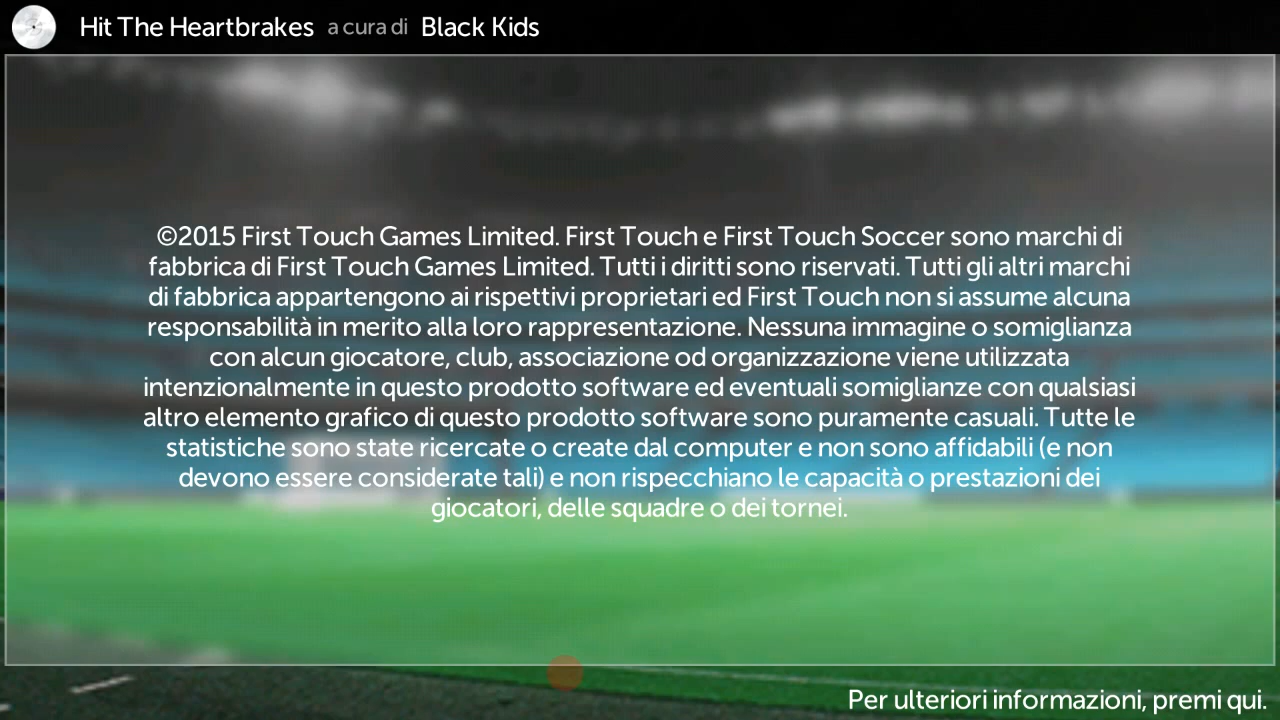 Hit The Heartbrakes a cura di Black Kids
©2015 First Touch Games Limited. First Touch e First Touch Soccer sono marchi di
fabbrica di First Touch Games Limited. Tutti i diritti sono riservati. Tutti gli altri marchi
di fabbrica appartengono ai rispettivi proprietari ed First Touch non si assume alcuna
responsabilità in merito alla loro rappresentazione. Nessuna immagine o somiglianza
con alcun giocatore, club, associazione od organizzazione viene utilizzata
intenzionalmente in questo prodotto software ed eventuali somiglianze con qualsiasi
altro elemento grafico di questo prodotto software sono puramente casuali. Tutte le
statistiche sono state ricercate o create dal computer e non sono affidabili (e non
devono essere considerate tali) e non rispecchiano le capacità o prestazioni dei
giocatori, delle squadre o dei tornei.
Per ulteriori informazioni, premi qui.